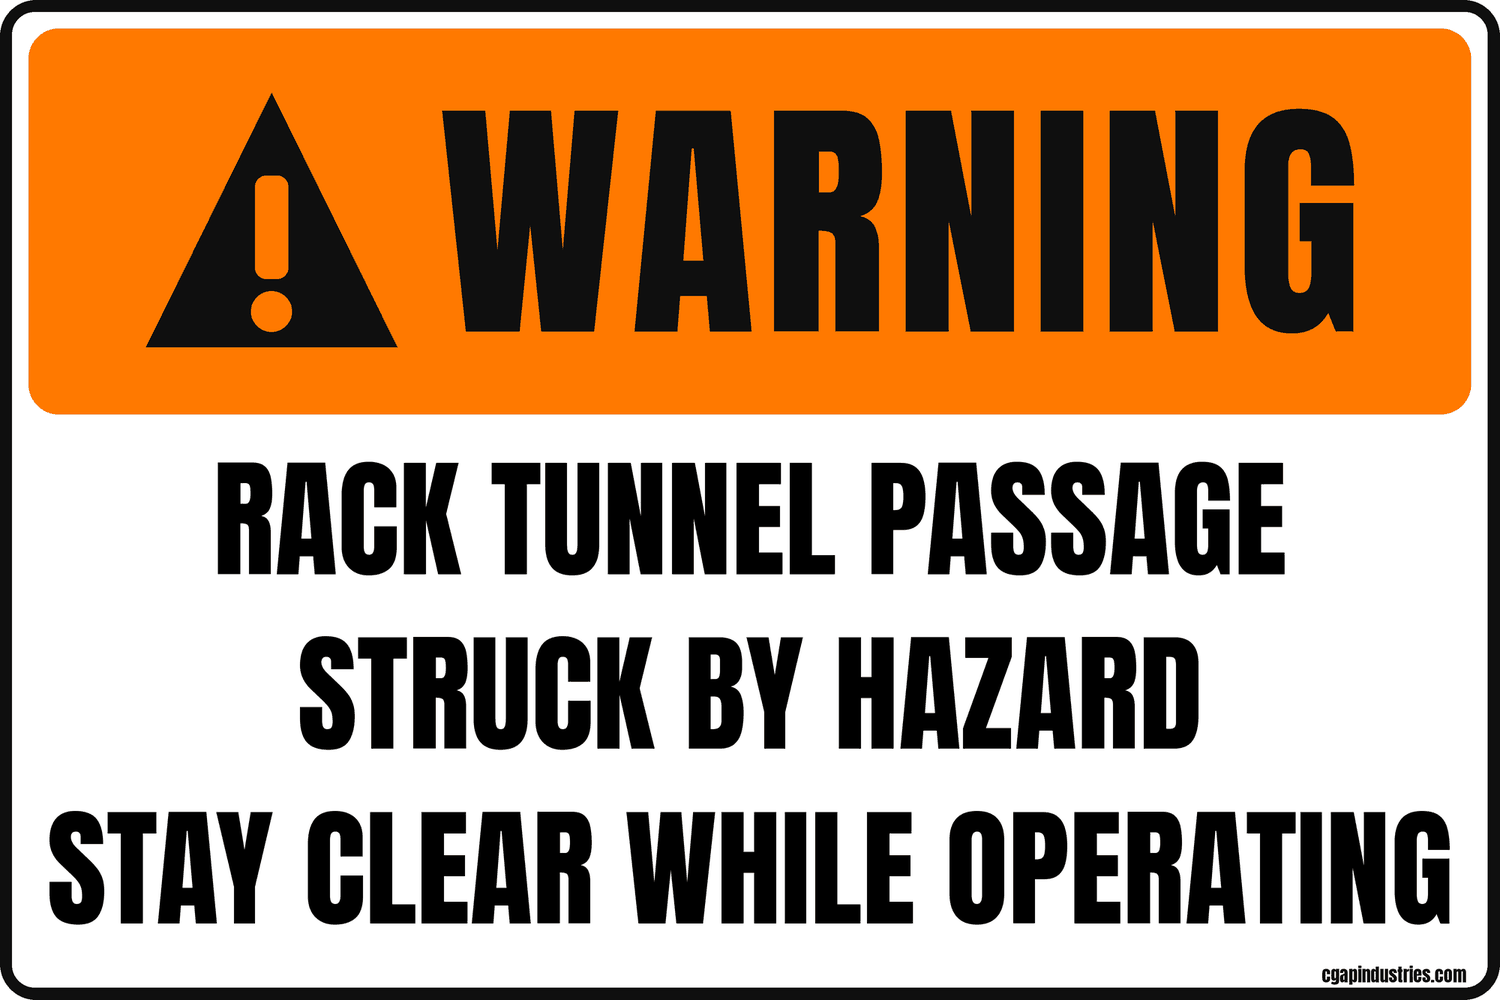 WARNING
RACK TUNNEL PASSAGE
STRUCK BY HAZARD
STAY CLEAR WHILE OPERATING
cgapindustries.com